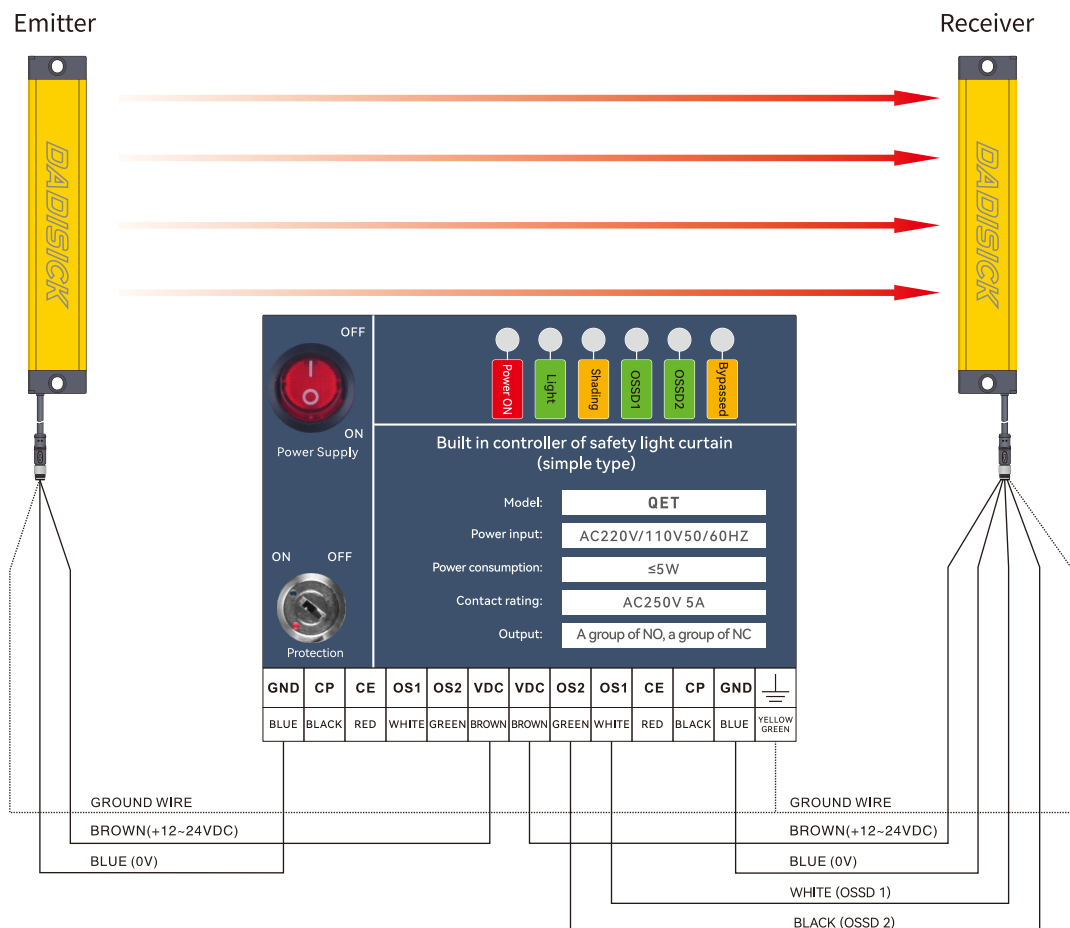 Emitter
Receiver
DADISICK
DADISICK
OFF
ON
Power Supply
Power ON
Light
Shading
OSSD1
OSSD2
Bypassed
Built in controller of safety light curtain
(simple type)
Model: QET
Power input: AC220V/110V50/60HZ
Power consumption: ≤5W
Contact rating: AC250V 5A
Output: A group of NO, a group of NC
ON OFF
Protection
GND CP CE OS1 OS2 VDC VDC OS2 OS1 CE CP GND
BLUE BLACK RED WHITE GREEN BROWN BROWN GREEN WHITE RED BLACK BLUE YELLOW
GREEN
GROUND WIRE
BROWN(+12~24VDC)
BLUE (0V)
GROUND WIRE
BROWN(+12~24VDC)
BLUE (0V)
WHITE (OSSD 1)
BLACK (OSSD 2)